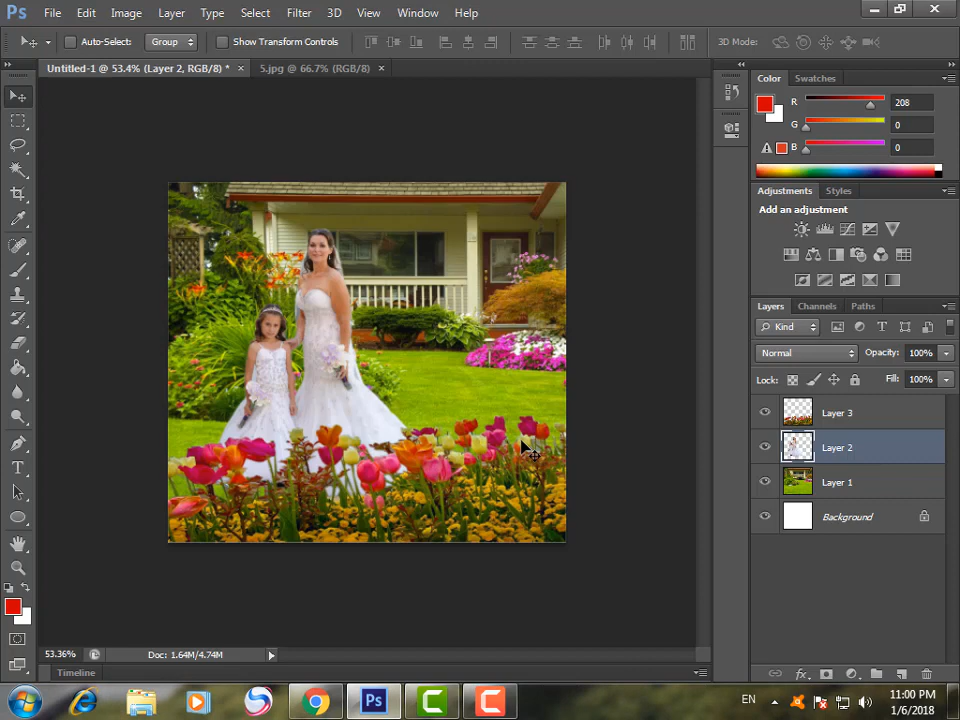 Ps File Edit Image Layer Type Select Filter 3D View Window Help
Auto-Select: Group Show Transform Controls 3D Mode:
Untitled-1 @ 53.4% (Layer 2, RGB/8) * × 5.jpg @ 66.7% (RGB/8) ×
Color Swatches
R 208
G 0
B 0
Adjustments Styles
Add an adjustment
Layers Channels Paths
Kind
Normal Opacity: 100%
Lock: Fill: 100%
Layer 3
Layer 2
Layer 1
Background
53.36% Doc: 1.64M/4.74M
Timeline
Ps EN 11:00 PM
1/6/2018